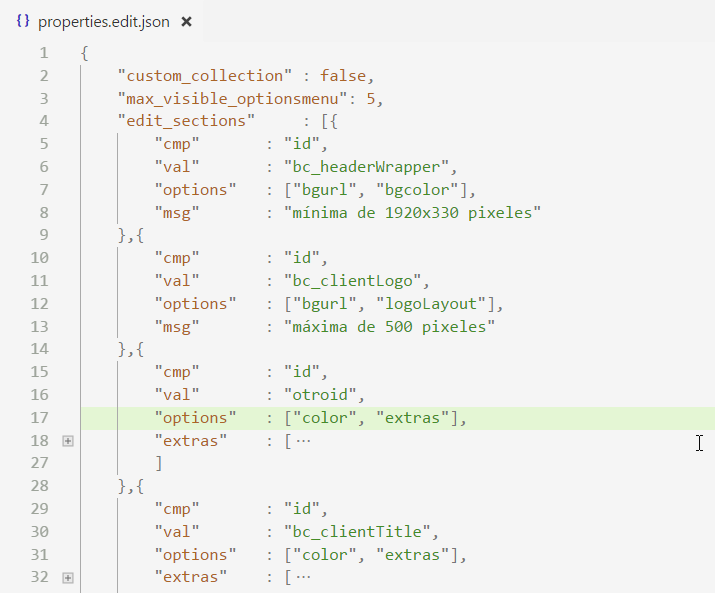 {} properties.edit.json ×
1 {
2 "custom_collection" : false,
3 "max_visible_optionsmenu": 5,
4 "edit_sections" : [{
5 "cmp" : "id",
6 "val" : "bc_headerWrapper",
7 "options" : ["bgurl", "bgcolor"],
8 "msg" : "mínima de 1920x330 pixeles"
9 },{
10 "cmp" : "id",
11 "val" : "bc_clientLogo",
12 "options" : ["bgurl", "logoLayout"],
13 "msg" : "máxima de 500 pixeles"
14 },{
15 "cmp" : "id",
16 "val" : "otroid",
17 "options" : ["color", "extras"],
18 "extras" : [ ⋯
27 ]
28 },{
29 "cmp" : "id",
30 "val" : "bc_clientTitle",
31 "options" : ["color", "extras"],
32 "extras" : [ ⋯